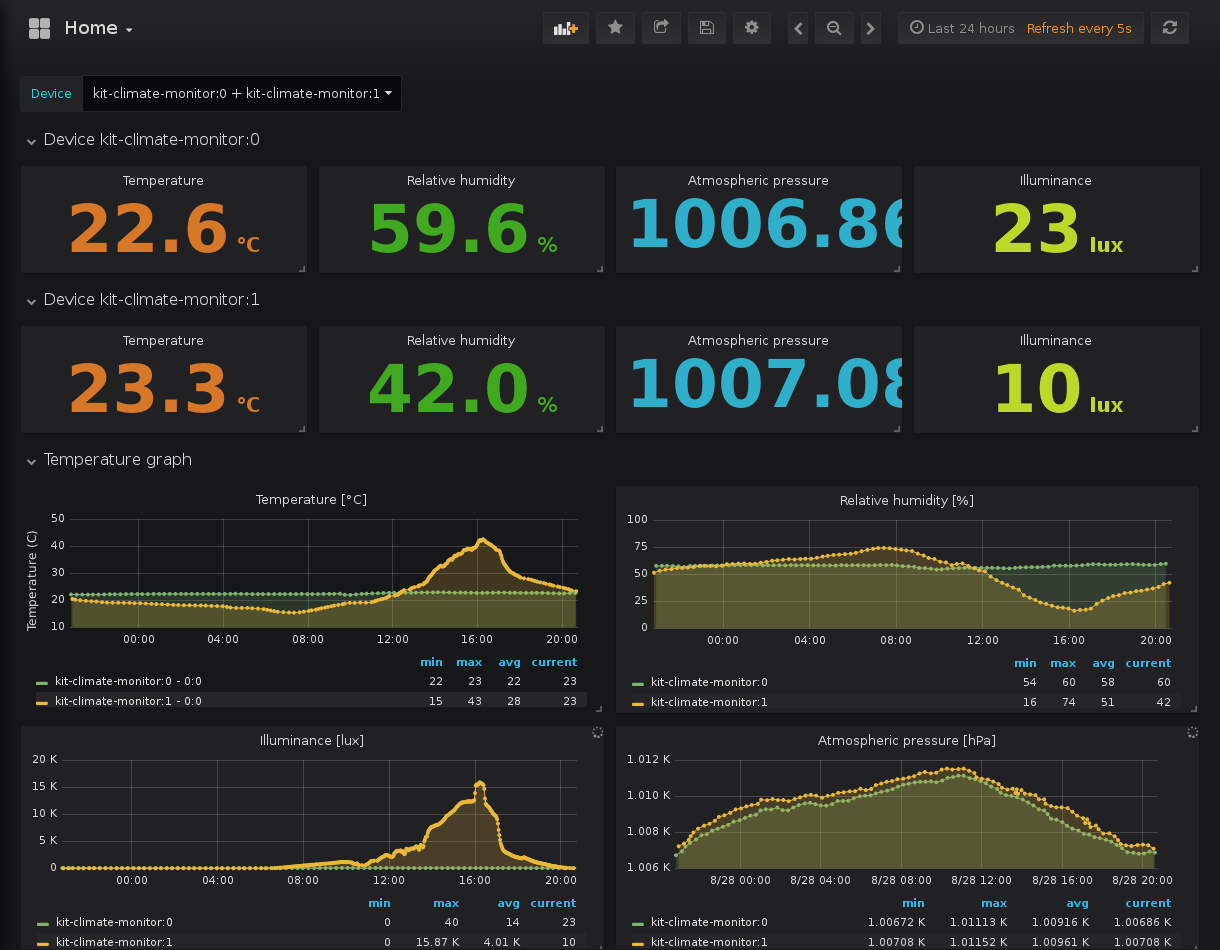 Home
Last 24 hours Refresh every 5s
Device kit-climate-monitor:0 + kit-climate-monitor:1
Device kit-climate-monitor:0
Temperature Relative humidity Atmospheric pressure Illuminance
22.6 °C 59.6 % 1006.86 23 lux
Device kit-climate-monitor:1
Temperature Relative humidity Atmospheric pressure Illuminance
23.3 °C 42.0 % 1007.08 10 lux
Temperature graph
Temperature [°C]
Temperature (C)
50
40
30
20
10
00:00 04:00 08:00 12:00 16:00 20:00
min max avg current
kit-climate-monitor:0 - 0:0 22 23 22 23
kit-climate-monitor:1 - 0:0 15 43 28 23
Relative humidity [%]
100
75
50
25
0
00:00 04:00 08:00 12:00 16:00 20:00
min max avg current
kit-climate-monitor:0 54 60 58 60
kit-climate-monitor:1 16 74 51 42
Illuminance [lux]
20 K
15 K
10 K
5 K
0
00:00 04:00 08:00 12:00 16:00 20:00
min max avg current
kit-climate-monitor:0 0 40 14 23
kit-climate-monitor:1 0 15.87 K 4.01 K 10
Atmospheric pressure [hPa]
1.012 K
1.010 K
1.008 K
1.006 K
8/28 00:00 8/28 04:00 8/28 08:00 8/28 12:00 8/28 16:00 8/28 20:00
min max avg current
kit-climate-monitor:0 1.00672 K 1.01113 K 1.00916 K 1.00686 K
kit-climate-monitor:1 1.00708 K 1.01152 K 1.00961 K 1.00708 K